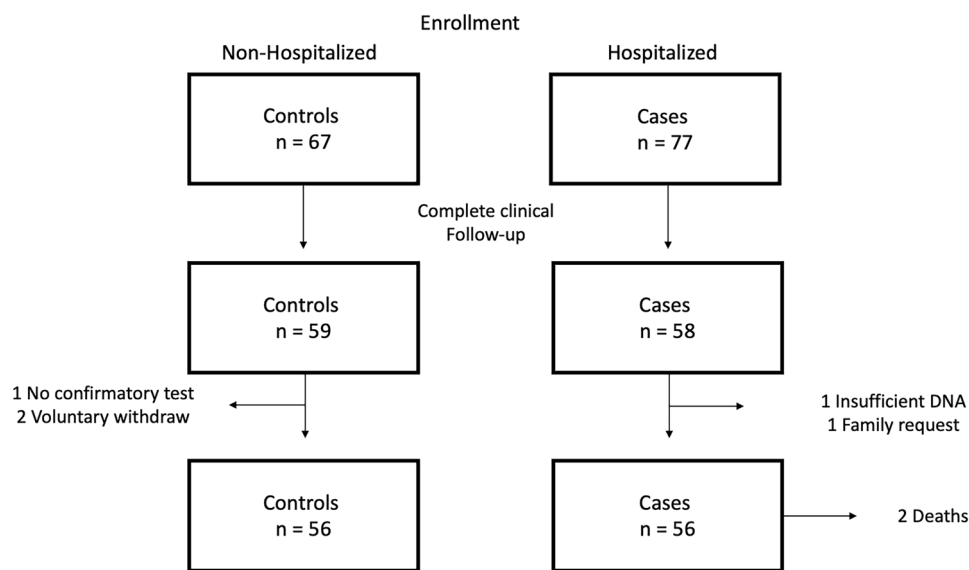 Enrollment
Non-Hospitalized
Hospitalized
Controls
n = 67
Cases
n = 77
Complete clinical
Follow-up
Controls
n = 59
Cases
n = 58
1 No confirmatory test
2 Voluntary withdraw
1 Insufficient DNA
1 Family request
Controls
n = 56
Cases
n = 56
2 Deaths